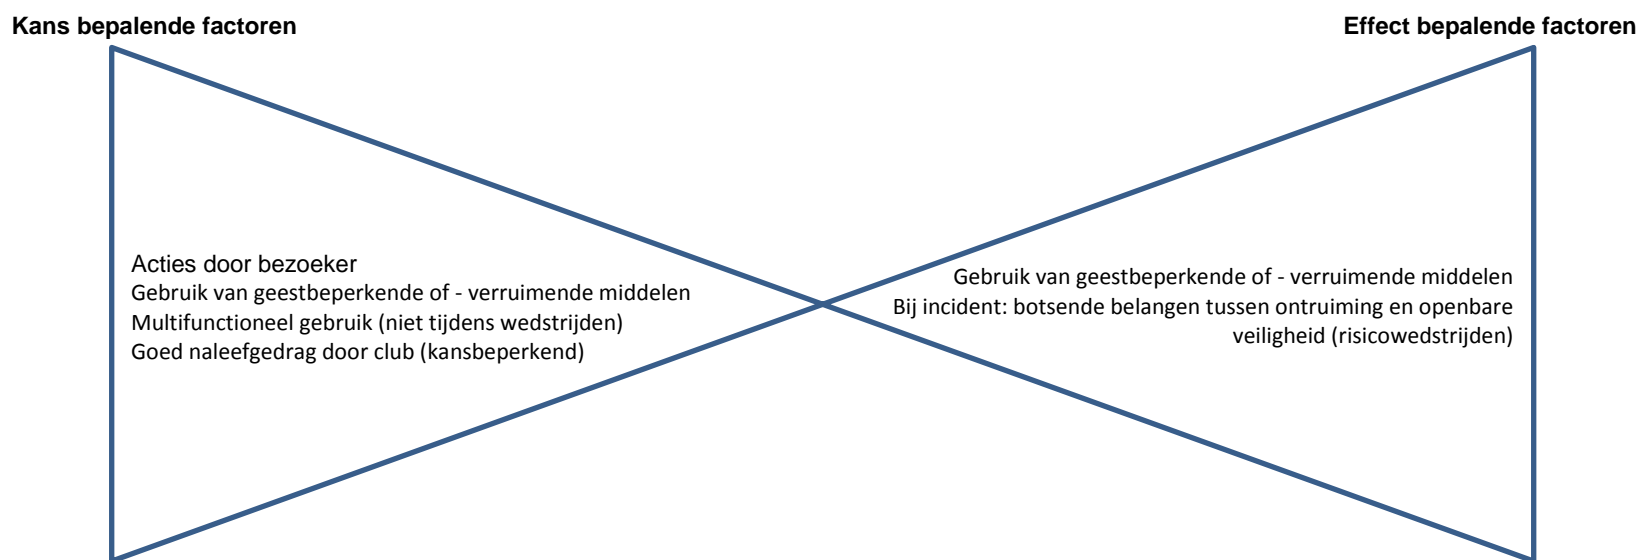 Kans bepalende factoren
Effect bepalende factoren
Acties door bezoeker
Gebruik van geestbeperkende of - verruimende middelen
Multifunctioneel gebruik (niet tijdens wedstrijden)
Goed naleefgedrag door club (kansbeperkend)
Gebruik van geestbeperkende of - verruimende middelen
Bij incident: botsende belangen tussen ontruiming en openbare
veiligheid (risicowedstrijden)